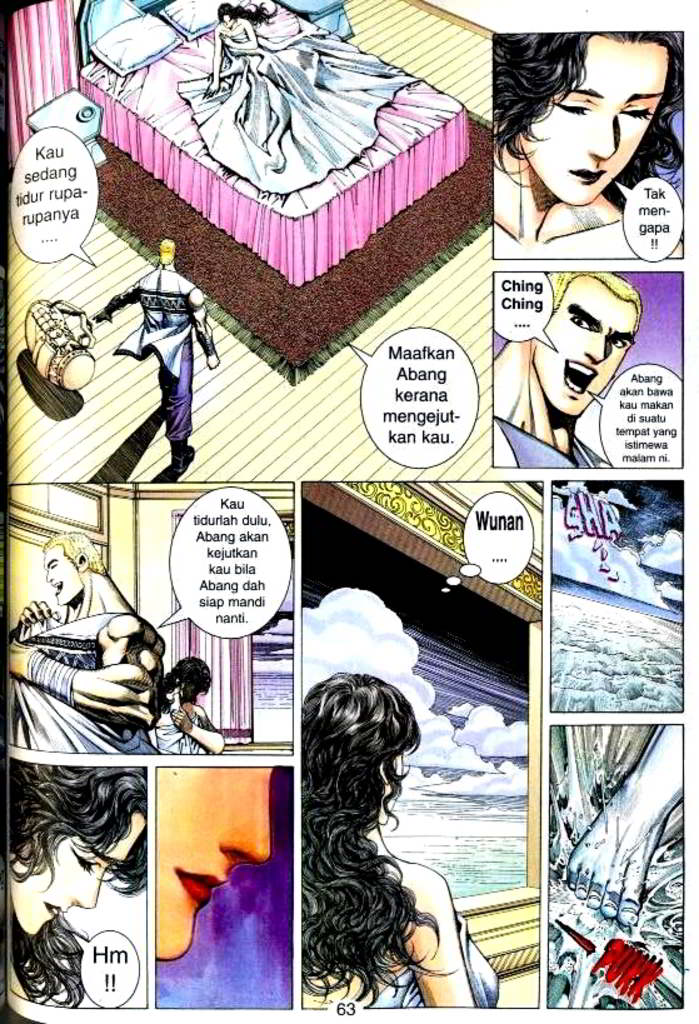 Kau
sedang
tidur rupa-
rupanya
....
Maafkan
Abang
kerana
mengejut-
kan kau.
Tak
men-
gapa
!!
Ching
Ching
....
Abang
akan bawa
kau makan
di suatu
tempat yang
istimewa
malam ni.
Kau
tidurlah dulu,
Abang akan
kejutkan
kau bila
Abang dah
siap mandi
nanti.
Wunan
....
SHA
Hm
!!
PURK
63